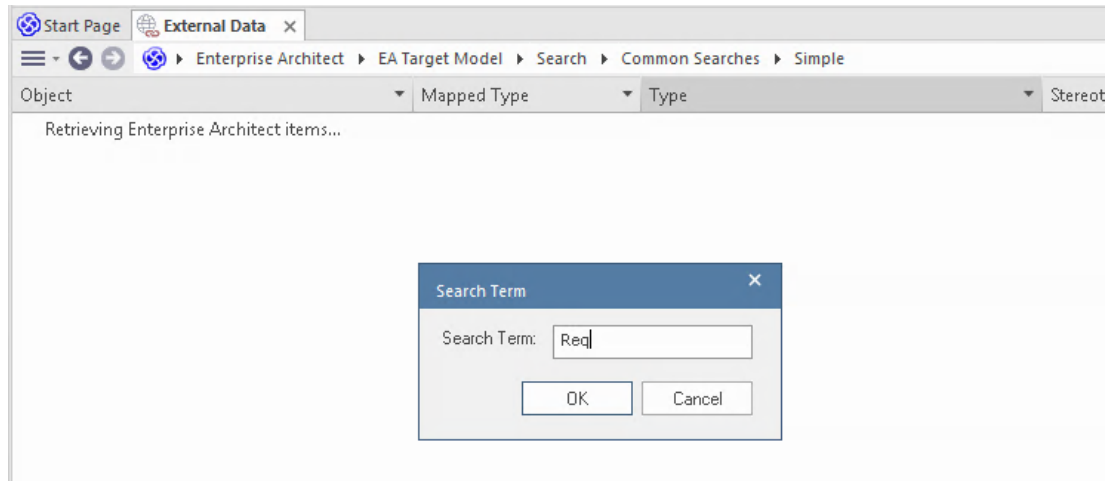 Start Page External Data
Enterprise Architect EA Target Model Search Common Searches Simple
Object Mapped Type Type Stereot
Retrieving Enterprise Architect items...
Search Term
Search Term: Req
OK Cancel